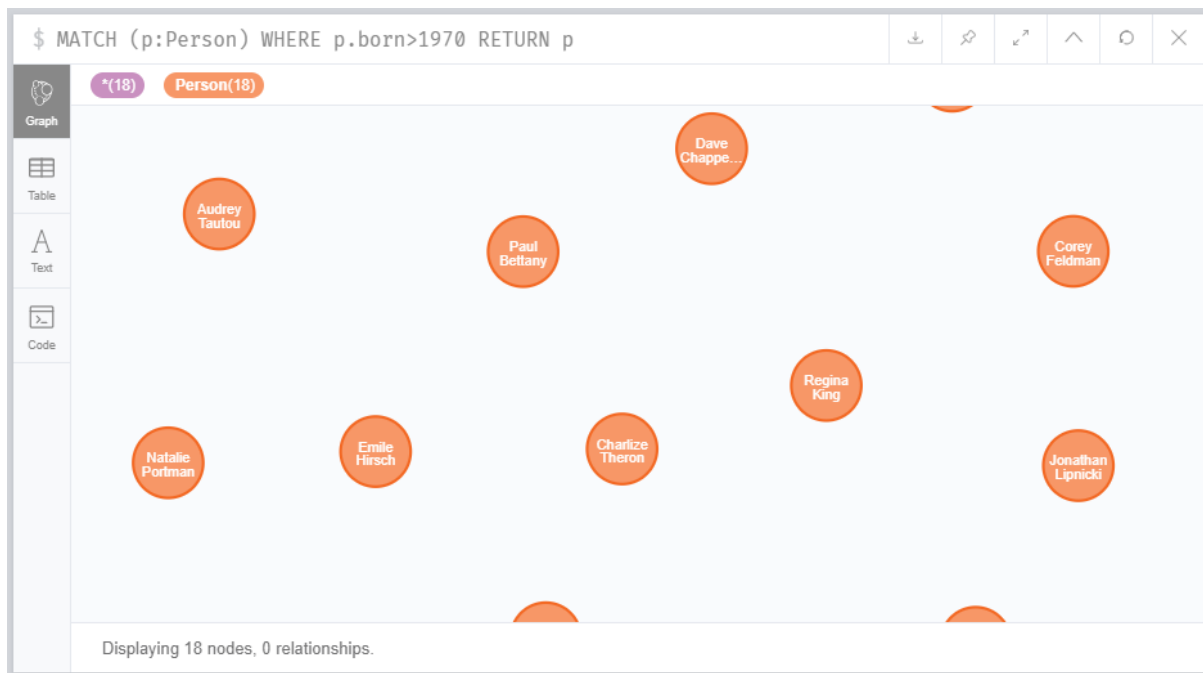 $ MATCH (p:Person) WHERE p.born>1970 RETURN p
*(18) Person(18)
Graph
Table
Text
Code
Dave
Chappe...
Audrey
Tautou
Paul
Bettany
Corey
Feldman
Regina
King
Natalie
Portman
Emile
Hirsch
Charlize
Theron
Jonathan
Lipnicki
Displaying 18 nodes, 0 relationships.